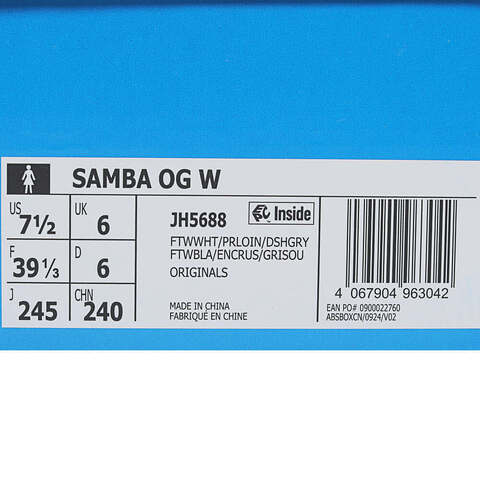 SAMBA OG W
US UK
7½ 6
F D
39⅓ 6
J CHN
245 240
JH5688 Inside
FTWWHT/PRLOIN/DSHGRY
FTWBLA/ENCRUS/GRISOU
ORIGINALS
MADE IN CHINA
FABRIQUÉ EN CHINE
4 067904 963042
EAN PO# 0900022760
ABSBOXCN/0924/V02